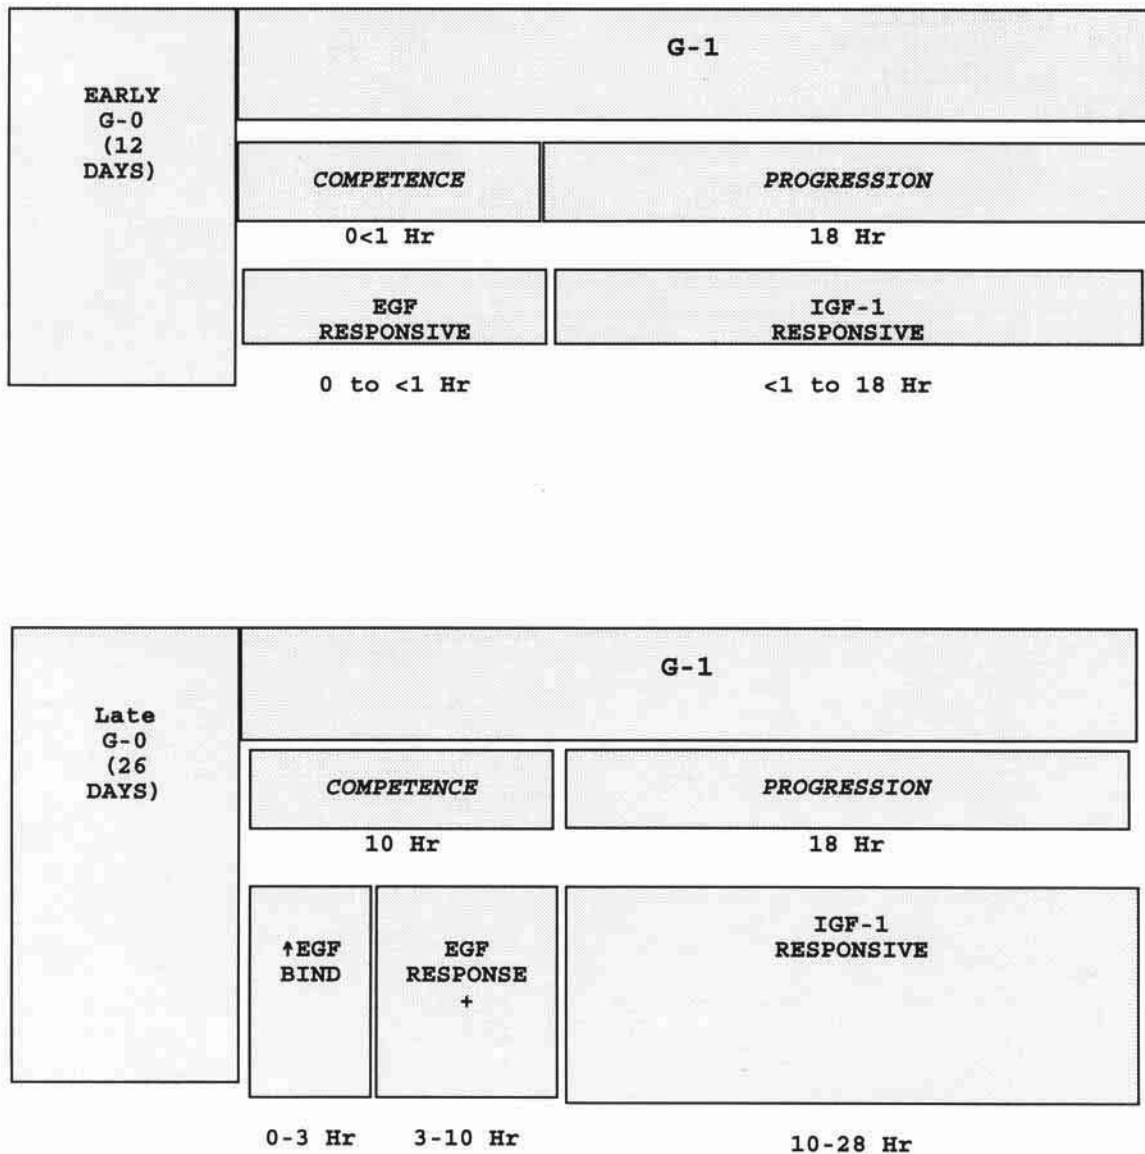 EARLY
G-0
(12
DAYS)
G-1
COMPETENCE
PROGRESSION
0<1 Hr
18 Hr
EGF
RESPONSIVE
IGF-1
RESPONSIVE
0 to <1 Hr
<1 to 18 Hr
Late
G-0
(26
DAYS)
G-1
COMPETENCE
PROGRESSION
10 Hr
18 Hr
↑EGF
BIND
EGF
RESPONSE
+
IGF-1
RESPONSIVE
0-3 Hr
3-10 Hr
10-28 Hr